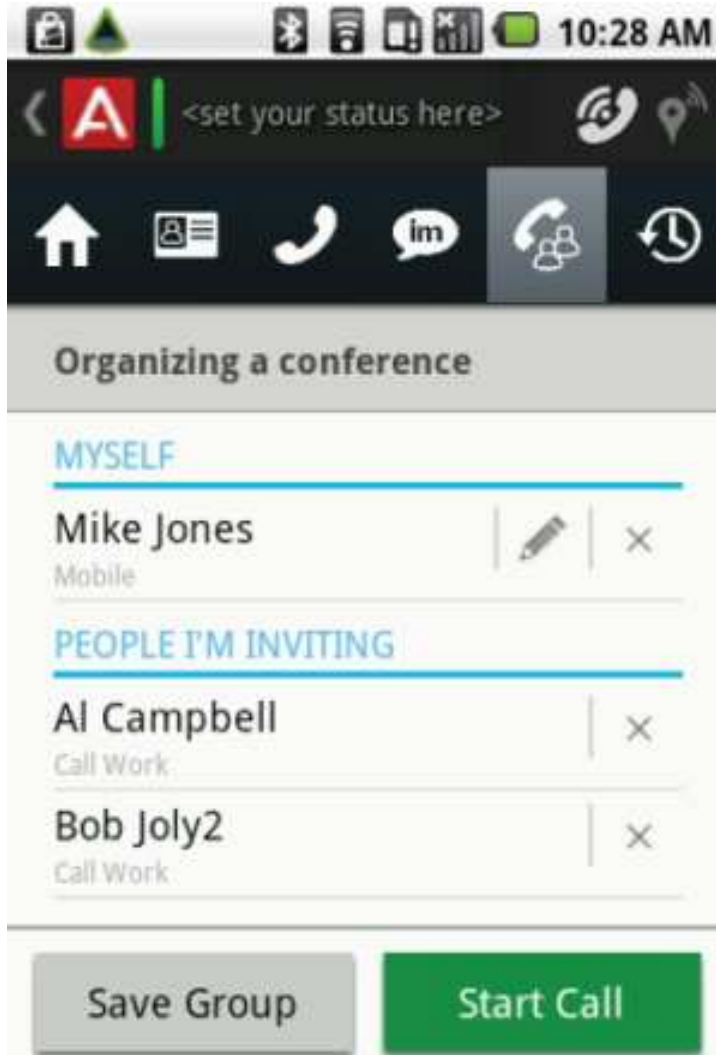 10:28 AM
<set your status here>
im
Organizing a conference
MYSELF
Mike Jones
Mobile
PEOPLE I'M INVITING
Al Campbell
Call Work
Bob Joly2
Call Work
Save Group
Start Call